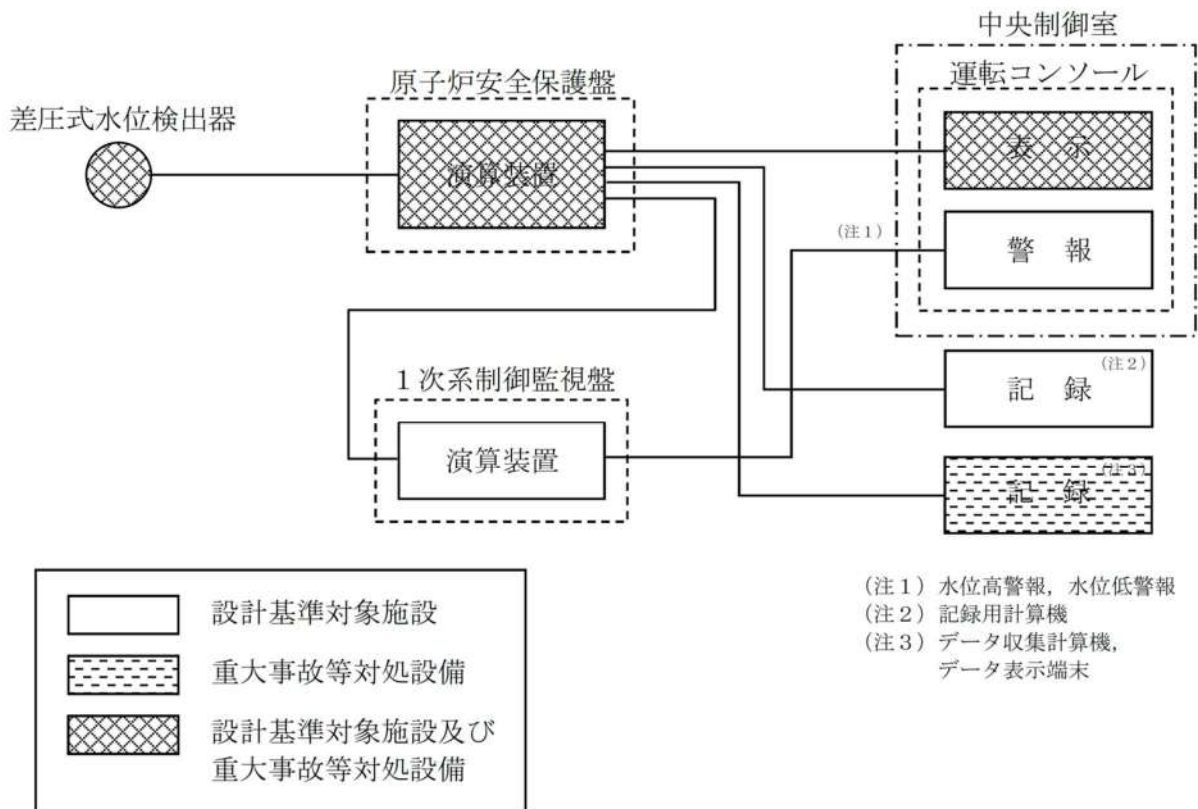 中央制御室
運転コンソール
原子炉安全保護盤
差圧式水位検出器
演算装置
表 示
(注1)
警 報
1次系制御監視盤
演算装置
記 録
(注2)
記 録
(注3)
設計基準対象施設
重大事故等対処設備
設計基準対象施設及び
重大事故等対処設備
(注1)水位高警報,水位低警報
(注2)記録用計算機
(注3)データ収集計算機,
データ表示端末